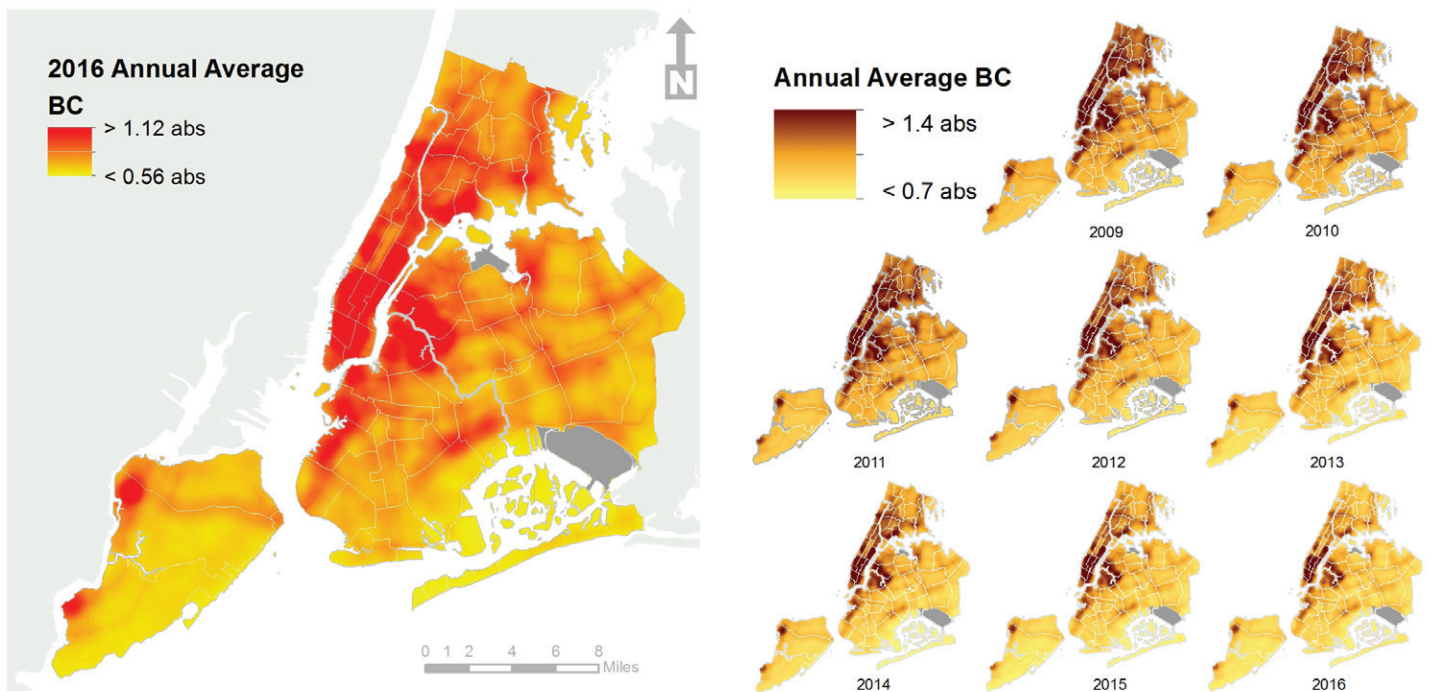 2016 Annual Average
BC
> 1.12 abs
< 0.56 abs
N
0 1 2 4 6 8
Miles
Annual Average BC
> 1.4 abs
< 0.7 abs
2009
2010
2011
2012
2013
2014
2015
2016